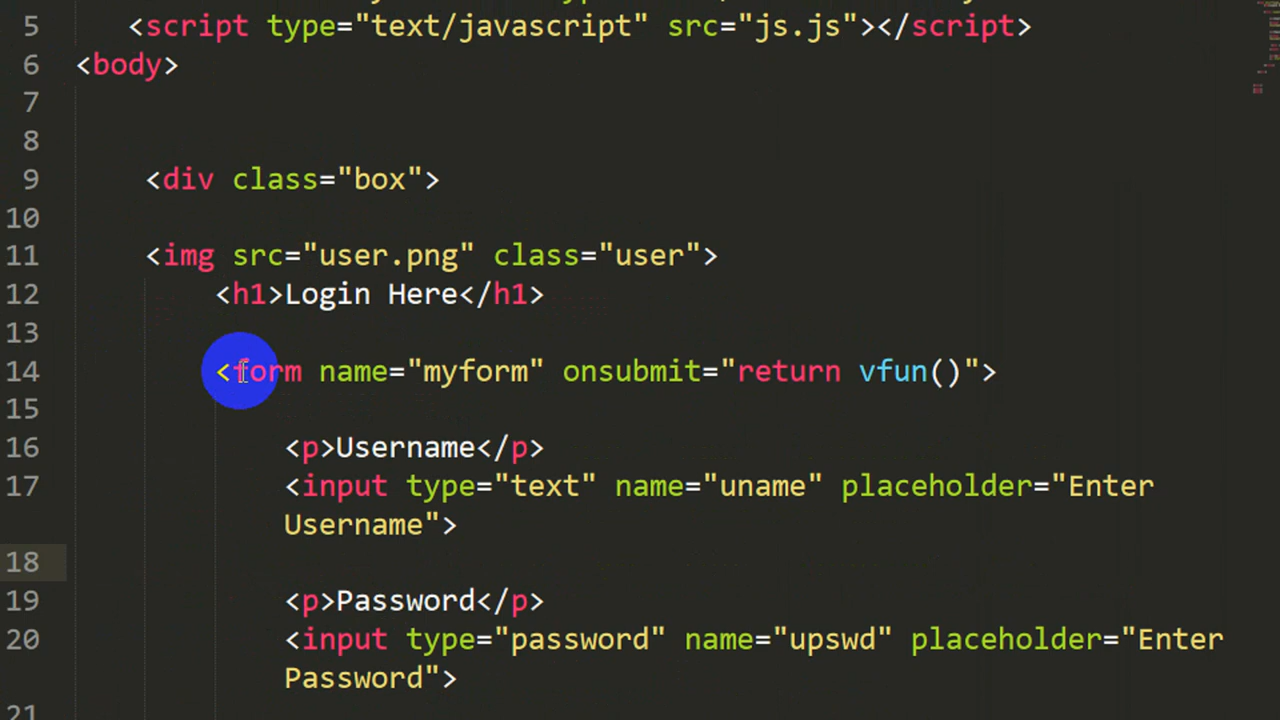 5 <script type="text/javascript" src="js.js"></script>
6 <body>
7
8
9 <div class="box">
10
11 <img src="user.png" class="user">
12 <h1>Login Here</h1>
13
14 <form name="myform" onsubmit="return vfun()">
15
16 <p>Username</p>
17 <input type="text" name="uname" placeholder="Enter
Username">
18
19 <p>Password</p>
20 <input type="password" name="upswd" placeholder="Enter
Password">
21